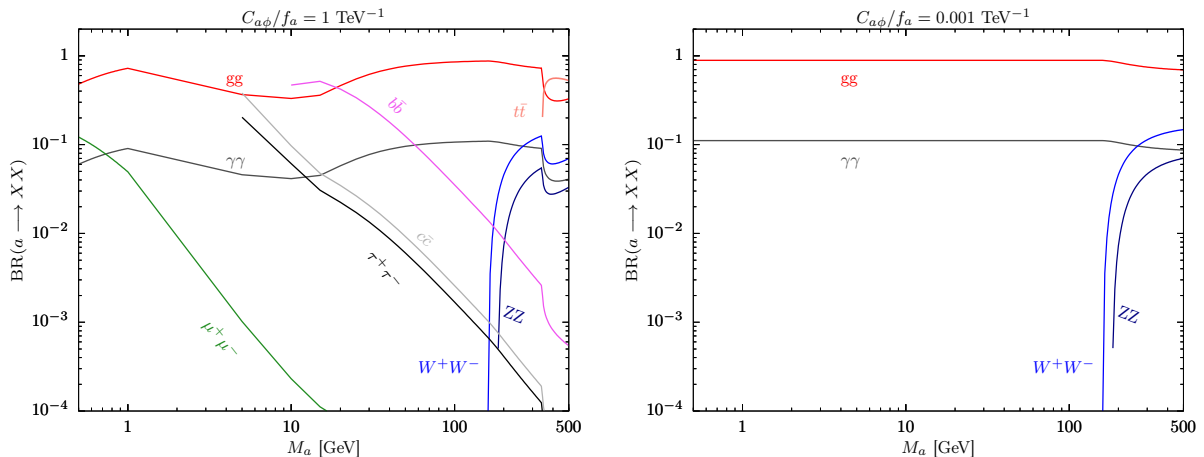 C_{aϕ}/f_a = 1 TeV^{−1}
BR(a ⟶ XX)
1
10^{−1}
10^{−2}
10^{−3}
10^{−4}
gg
bb̄
tt̄
γγ
cc̄
τ^+τ^−
μ^+μ^−
ZZ
W^+W^−
1
10
100
500
M_a [GeV]
C_{aϕ}/f_a = 0.001 TeV^{−1}
BR(a ⟶ XX)
1
10^{−1}
10^{−2}
10^{−3}
10^{−4}
gg
γγ
ZZ
W^+W^−
1
10
100
500
M_a [GeV]